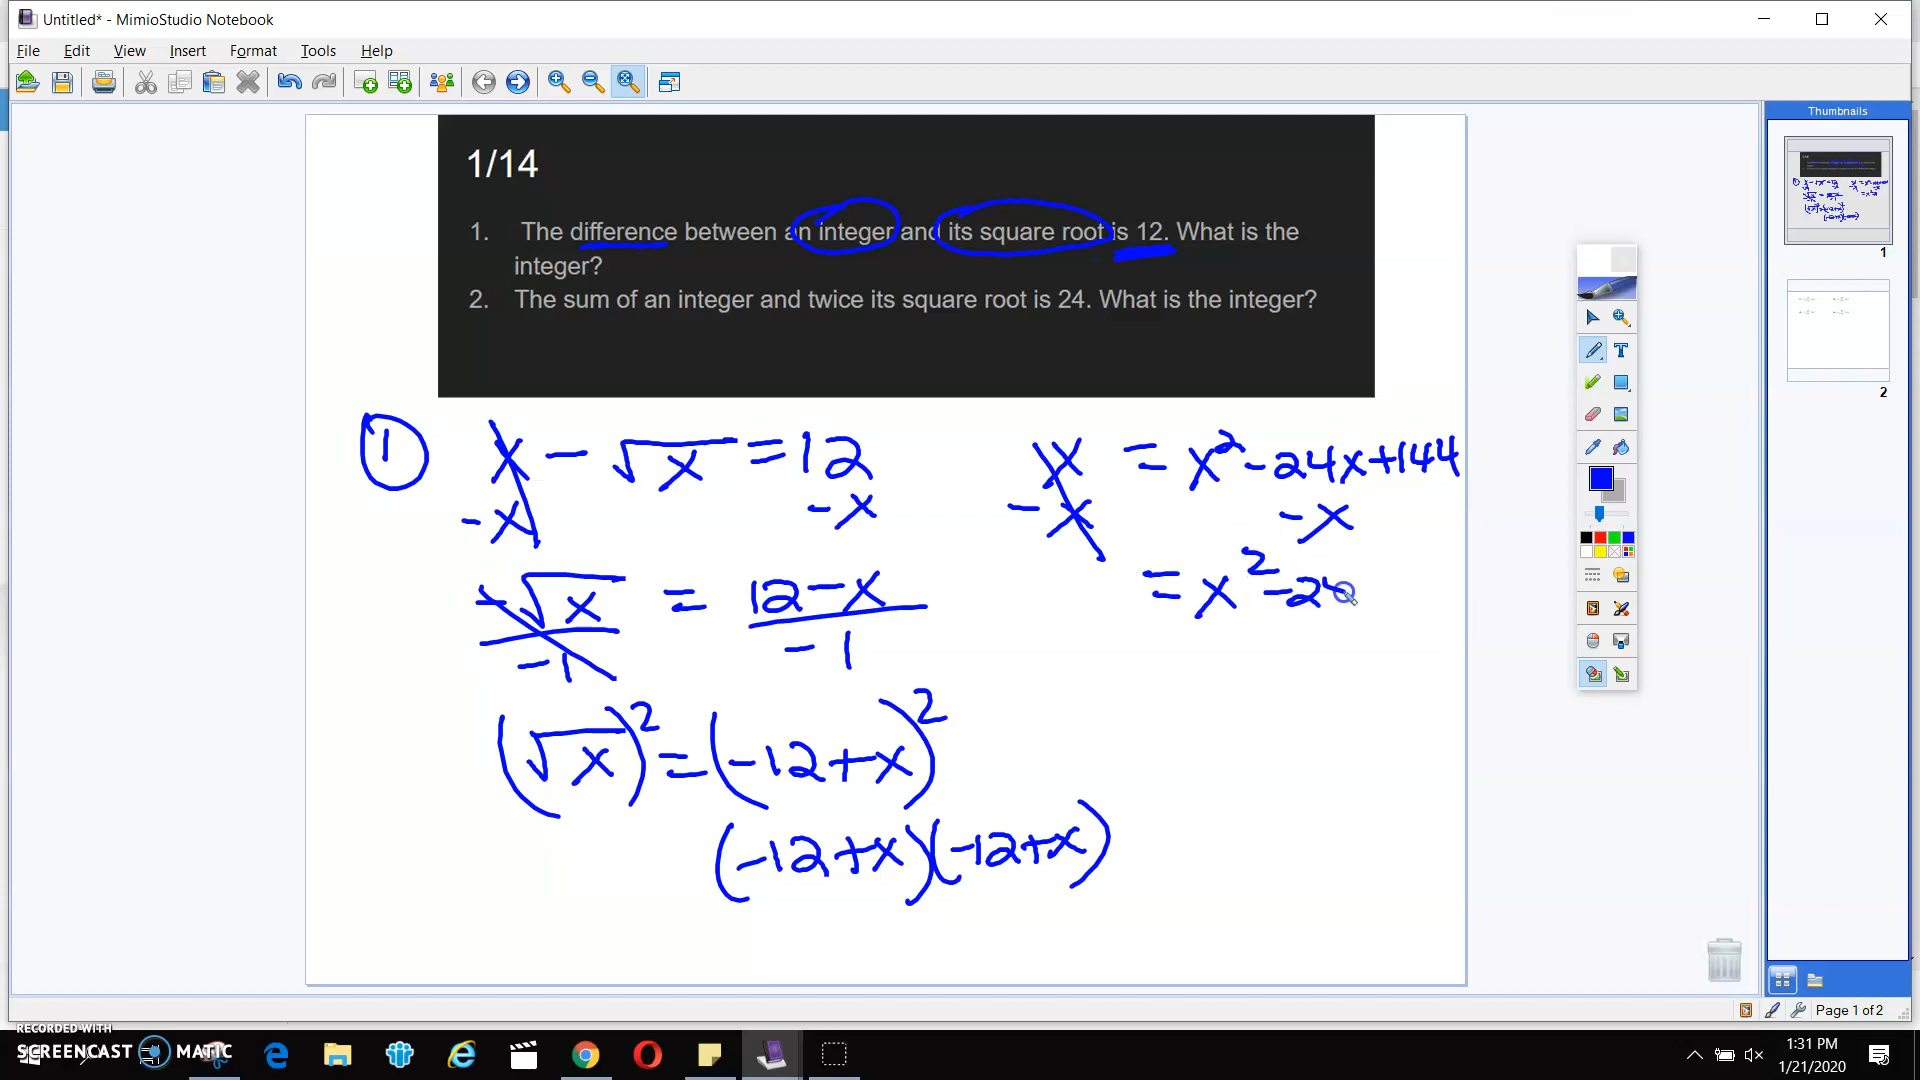 Untitled* - MimioStudio Notebook
File Edit View Insert Format Tools Help
Thumbnails
1/14
1. The difference between an integer and its square root is 12. What is the
integer?
2. The sum of an integer and twice its square root is 24. What is the integer?
1
2
① x - √x = 12
-x -x
-√x = 12 - x
-1 -1
(√x)² = (-12+x)²
(-12+x)(-12+x)
x = x² - 24x + 144
-x -x
= x² - 2
T
Page 1 of 2
RECORDED WITH
SCREENCAST MATIC
1:31 PM
1/21/2020